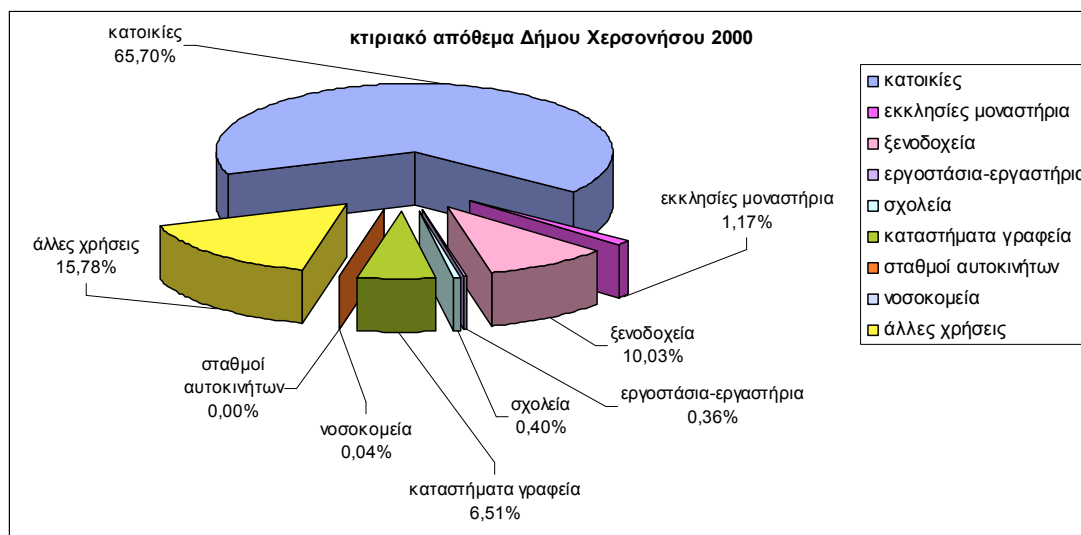 κτιριακό απόθεμα Δήμου Χερσονήσου 2000
κατοικίες
65,70%
εκκλησίες μοναστήρια
1,17%
ξενοδοχεία
10,03%
εργοστάσια-εργαστήρια
0,36%
σχολεία
0,40%
καταστήματα γραφεία
6,51%
νοσοκομεία
0,04%
σταθμοί
αυτοκινήτων
0,00%
άλλες χρήσεις
15,78%
κατοικίες
εκκλησίες μοναστήρια
ξενοδοχεία
εργοστάσια-εργαστήρια
σχολεία
καταστήματα γραφεία
σταθμοί αυτοκινήτων
νοσοκομεία
άλλες χρήσεις